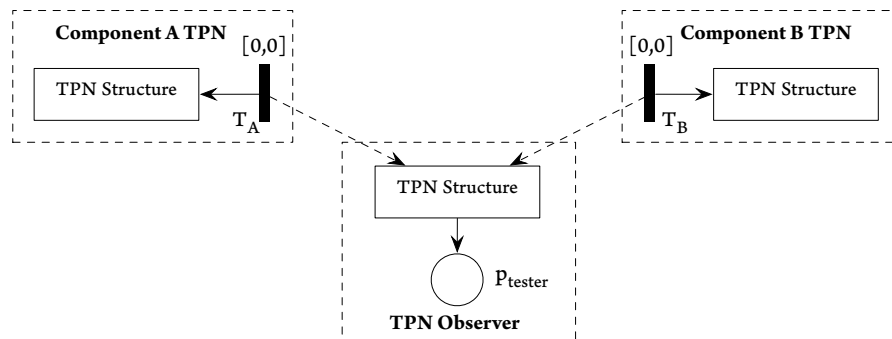 Component A TPN
[0,0]
TPN Structure
T_A
[0,0]
Component B TPN
TPN Structure
T_B
TPN Structure
p_tester
TPN Observer